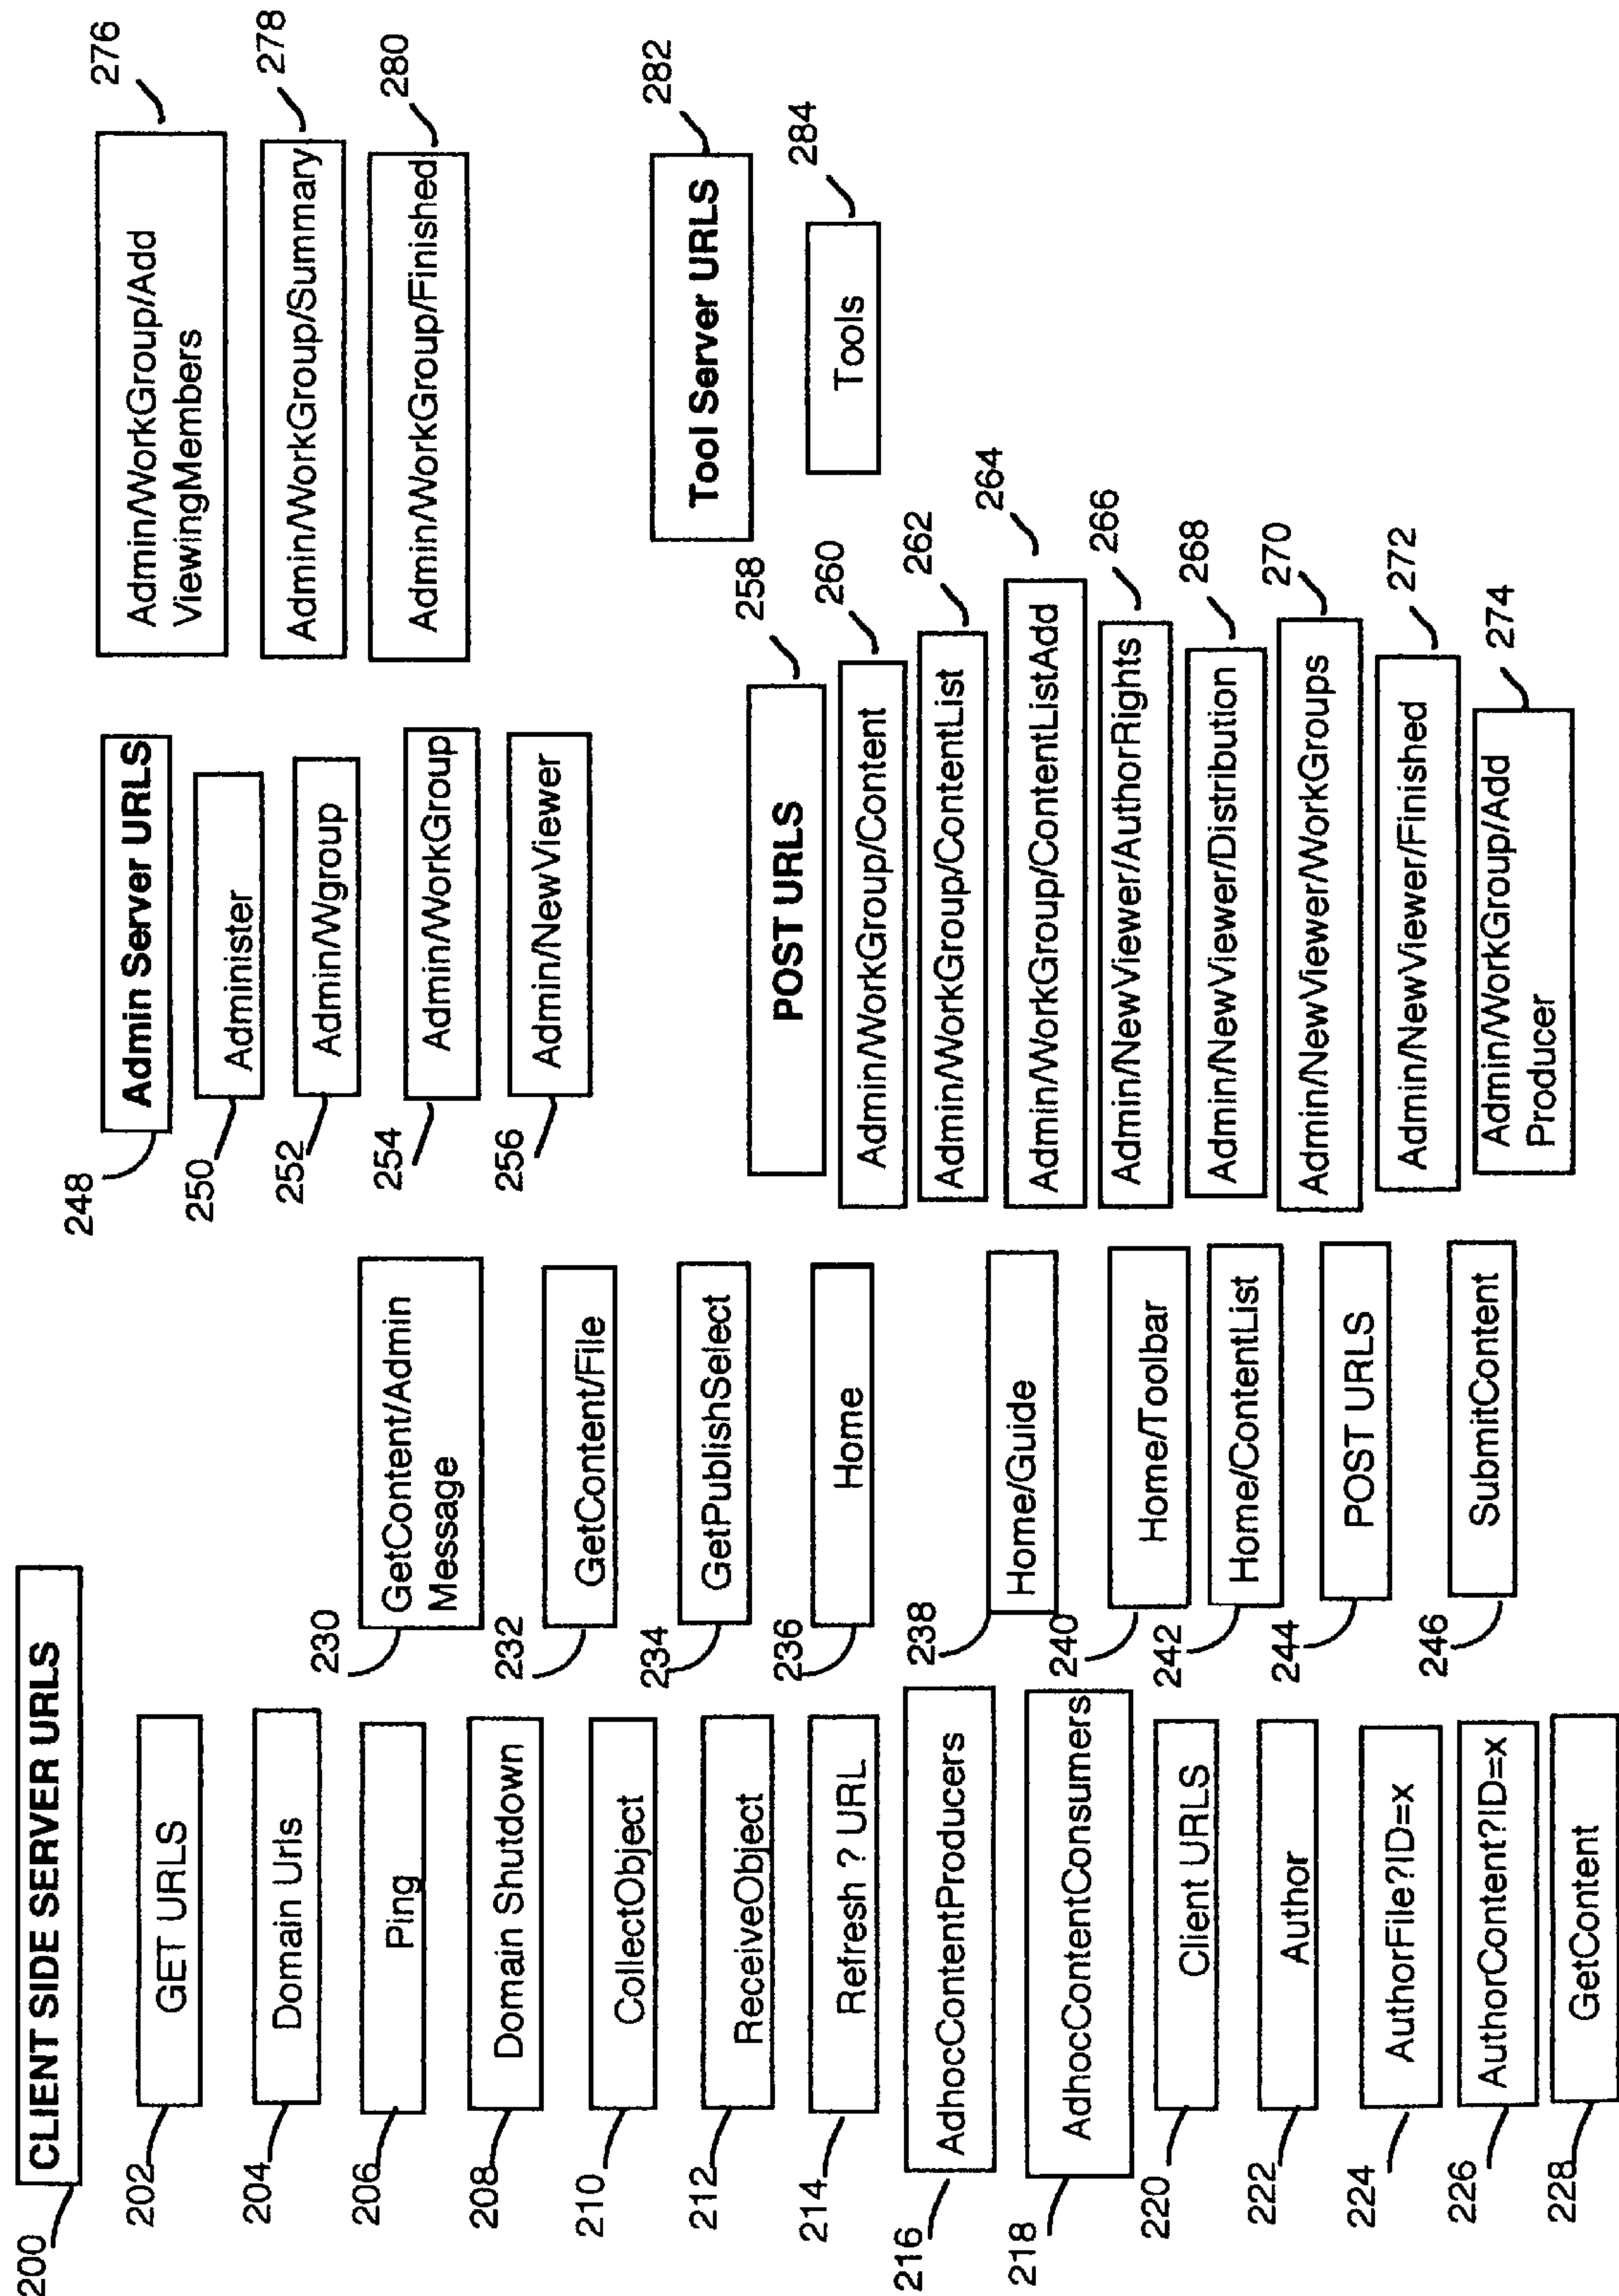 CLIENT SIDE SERVER URLS
200
GET URLS
202
Domain Urls
204
Ping
206
Domain Shutdown
208
CollectObject
210
ReceiveObject
212
Refresh ? URL
214
AdhocContentProducers
216
AdhocContentConsumers
218
Client URLS
220
Author
222
AuthorFile?ID=x
224
AuthorContent?ID=x
226
GetContent
228
230
GetContent/Admin
Message
232
GetContent/File
234
GetPublishSelect
236
Home
238
Home/Guide
240
Home/Toolbar
242
Home/ContentList
244
POST URLS
246
SubmitContent
248
Admin Server URLS
250
Administer
252
Admin/Wgroup
254
Admin/WorkGroup
256
Admin/NewViewer
POST URLS
258
Admin/WorkGroup/Content
260
Admin/WorkGroup/ContentList
262
Admin/WorkGroup/ContentListAdd
264
Admin/NewViewer/AuthorRights
266
Admin/NewViewer/Distribution
268
Admin/NewViewer/WorkGroups
270
Admin/NewViewer/Finished
272
Admin/WorkGroup/Add
Producer
274
Admin/WorkGroup/Add
ViewingMembers
276
Admin/WorkGroup/Summary
278
Admin/WorkGroup/Finished
280
Tool Server URLS
282
Tools
284